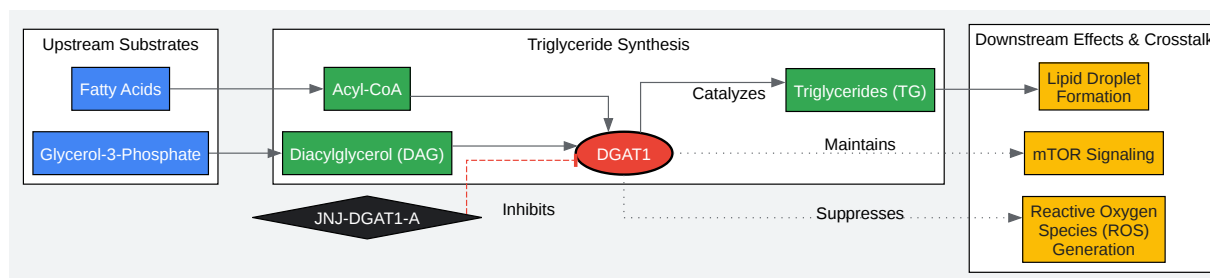 Upstream Substrates
Fatty Acids
Glycerol-3-Phosphate
Triglyceride Synthesis
Acyl-CoA
Diacylglycerol (DAG)
DGAT1
Catalyzes
Triglycerides (TG)
JNJ-DGAT1-A
Inhibits
Maintains
Suppresses
Downstream Effects & Crosstalk
Lipid Droplet
Formation
mTOR Signaling
Reactive Oxygen
Species (ROS)
Generation